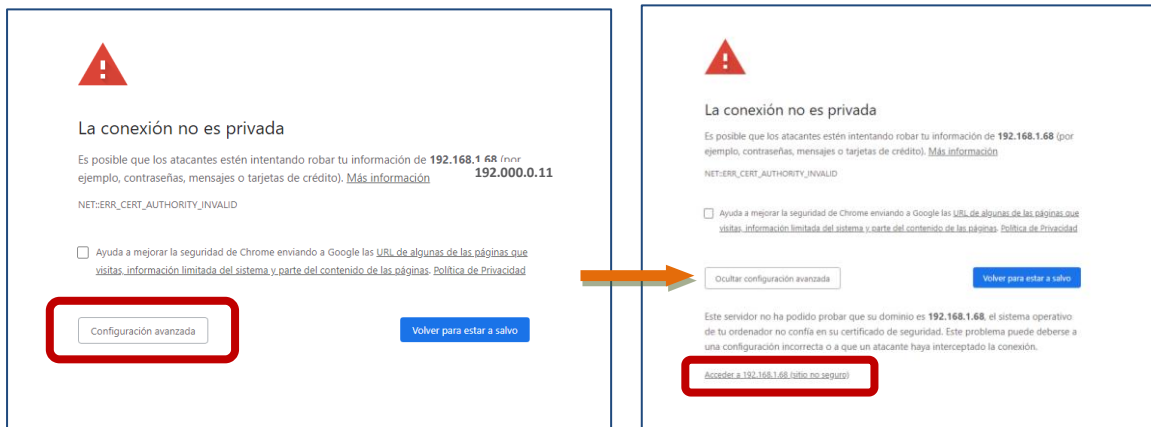 La conexión no es privada
Es posible que los atacantes estén intentando robar tu información de 192.168.1.68 (por
ejemplo, contraseñas, mensajes o tarjetas de crédito). Más información
192.000.0.11
NET::ERR_CERT_AUTHORITY_INVALID
Ayuda a mejorar la seguridad de Chrome enviando a Google las URL de algunas de las páginas que
visitas, información limitada del sistema y parte del contenido de las páginas. Política de Privacidad
Configuración avanzada
Volver para estar a salvo
La conexión no es privada
Es posible que los atacantes estén intentando robar tu información de 192.168.1.68 (por
ejemplo, contraseñas, mensajes o tarjetas de crédito). Más información
NET::ERR_CERT_AUTHORITY_INVALID
Ayuda a mejorar la seguridad de Chrome enviando a Google las URL de algunas de las páginas que
visitas, información limitada del sistema y parte del contenido de las páginas. Política de Privacidad
Ocultar configuración avanzada
Volver para estar a salvo
Este servidor no ha podido probar que su dominio es 192.168.1.68, el sistema operativo
de tu ordenador no confía en su certificado de seguridad. Este problema puede deberse a
una configuración incorrecta o a que un atacante haya interceptado la conexión.
Acceder a 192.168.1.68 (sitio no seguro)